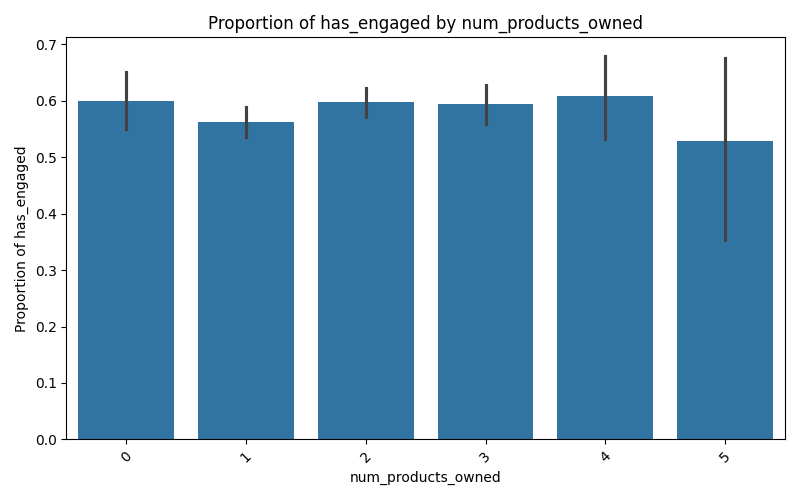 Proportion of has_engaged by num_products_owned
Proportion of has_engaged
0.7
0.6
0.5
0.4
0.3
0.2
0.1
0.0
0 1 2 3 4 5
num_products_owned